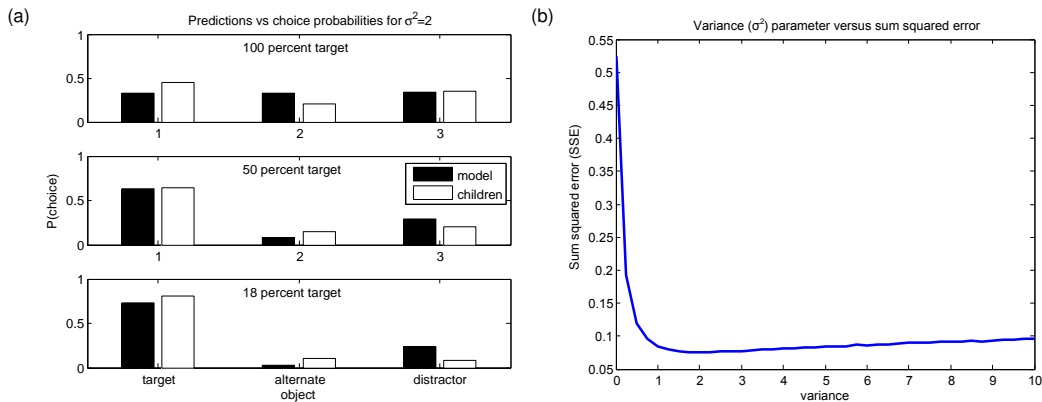 (a)
Predictions vs choice probabilities for σ²=2
100 percent target
1
0.5
0
1 2 3
50 percent target
1
0.5
0
model
children
1 2 3
P(choice)
18 percent target
1
0.5
0
target alternate distractor
object
(b)
Variance (σ²) parameter versus sum squared error
0.55
0.5
0.45
0.4
0.35
0.3
0.25
0.2
0.15
0.1
0.05
Sum squared error (SSE)
0 1 2 3 4 5 6 7 8 9 10
variance